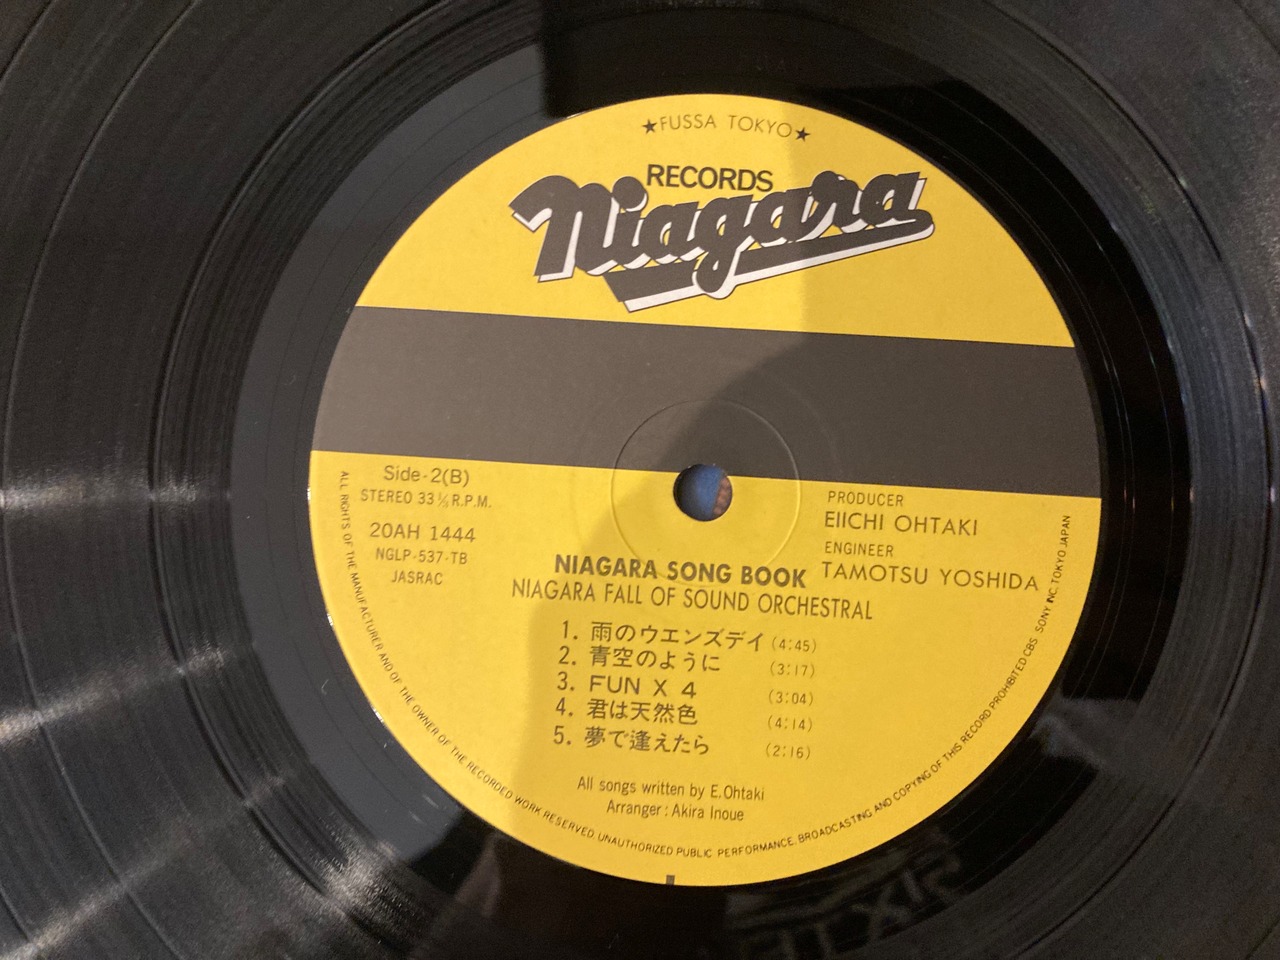 ★FUSSA TOKYO★
RECORDS
Niagara
Side-2(B)
STEREO 33⅓ R.P.M.
20AH 1444
NGLP-537-TB
JASRAC
PRODUCER
EIICHI OHTAKI
ENGINEER
TAMOTSU YOSHIDA
NIAGARA SONG BOOK
NIAGARA FALL OF SOUND ORCHESTRAL
1. 雨のウエンズデイ (4:45)
2. 青空のように (3:17)
3. FUN X 4 (3:04)
4. 君は天然色 (4:14)
5. 夢で逢えたら (2:16)
All songs written by E.Ohtaki
Arranger : Akira Inoue
ALL RIGHTS OF THE MANUFACTURER AND OF THE OWNER OF THE RECORDED WORK RESERVED. UNAUTHORIZED PUBLIC PERFORMANCE. BROADCASTING AND COPYING OF THIS RECORD PROHIBITED CBS SONY INC. TOKYO JAPAN